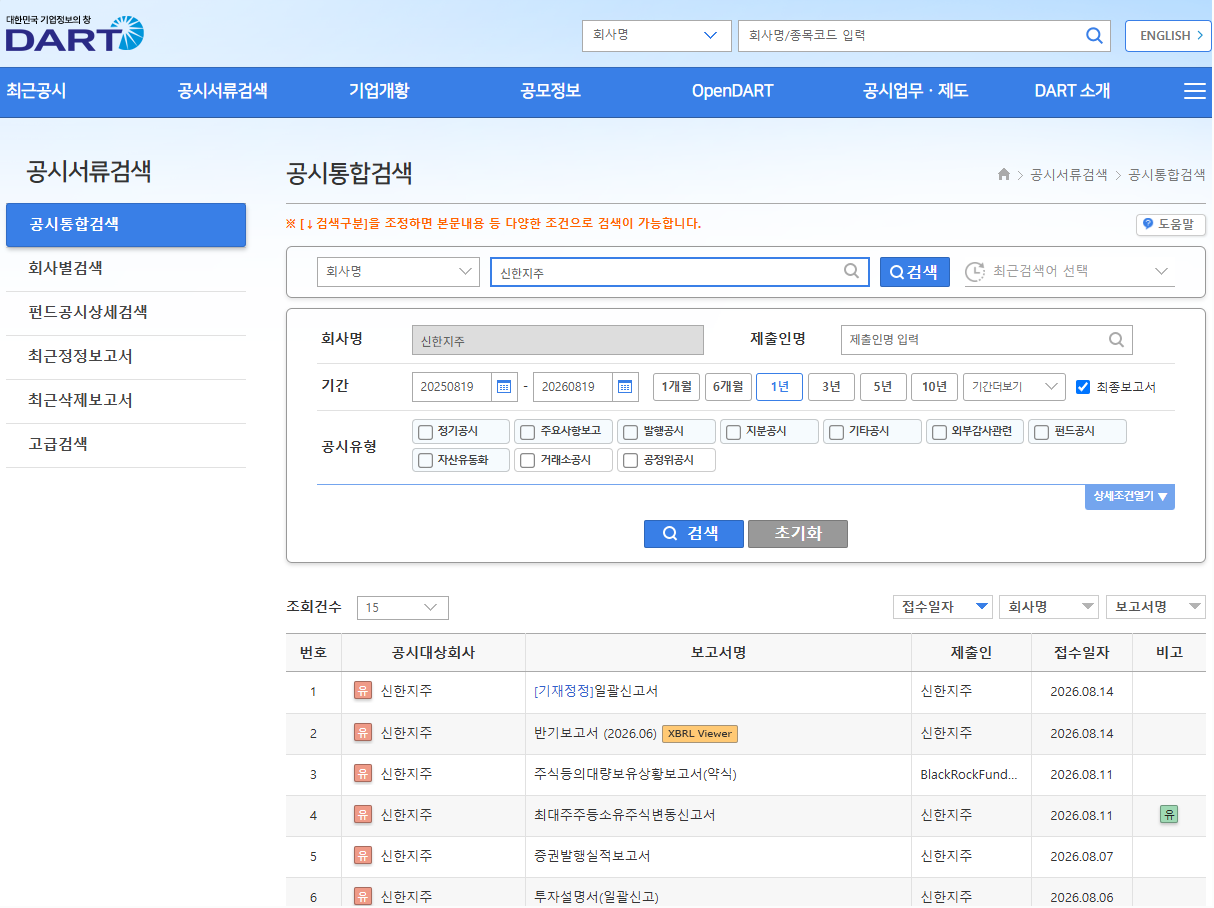 대한민국 기업정보의 창
DART
회사명 회사명/종목코드 입력 ENGLISH
최근공시 공시서류검색 기업개황 공모정보 OpenDART 공시업무 · 제도 DART 소개
공시서류검색
공시통합검색
회사별검색
펀드공시상세검색
최근정정보고서
최근삭제보고서
고급검색
공시통합검색
공시서류검색 > 공시통합검색
※ [↓검색구분]을 조정하면 본문내용 등 다양한 조건으로 검색이 가능합니다. 도움말
회사명 신한지주 검색 최근검색어 선택
회사명 신한지주 제출인명 제출인명 입력
기간 20250819 - 20260819 1개월 6개월 1년 3년 5년 10년 기간더보기 최종보고서
공시유형 정기공시 주요사항보고 발행공시 지분공시 기타공시 외부감사관련 펀드공시
자산유동화 거래소공시 공정위공시
상세조건열기 ▼
검색 초기화
조회건수 15 접수일자 회사명 보고서명
번호 공시대상회사 보고서명 제출인 접수일자 비고
1 유 신한지주 [기재정정]일괄신고서 신한지주 2026.08.14
2 유 신한지주 반기보고서 (2026.06) XBRL Viewer 신한지주 2026.08.14
3 유 신한지주 주식등의대량보유상황보고서(약식) BlackRockFund... 2026.08.11
4 유 신한지주 최대주주등소유주식변동신고서 신한지주 2026.08.11 유
5 유 신한지주 증권발행실적보고서 신한지주 2026.08.07
6 유 신한지주 투자설명서(일괄신고) 신한지주 2026.08.06